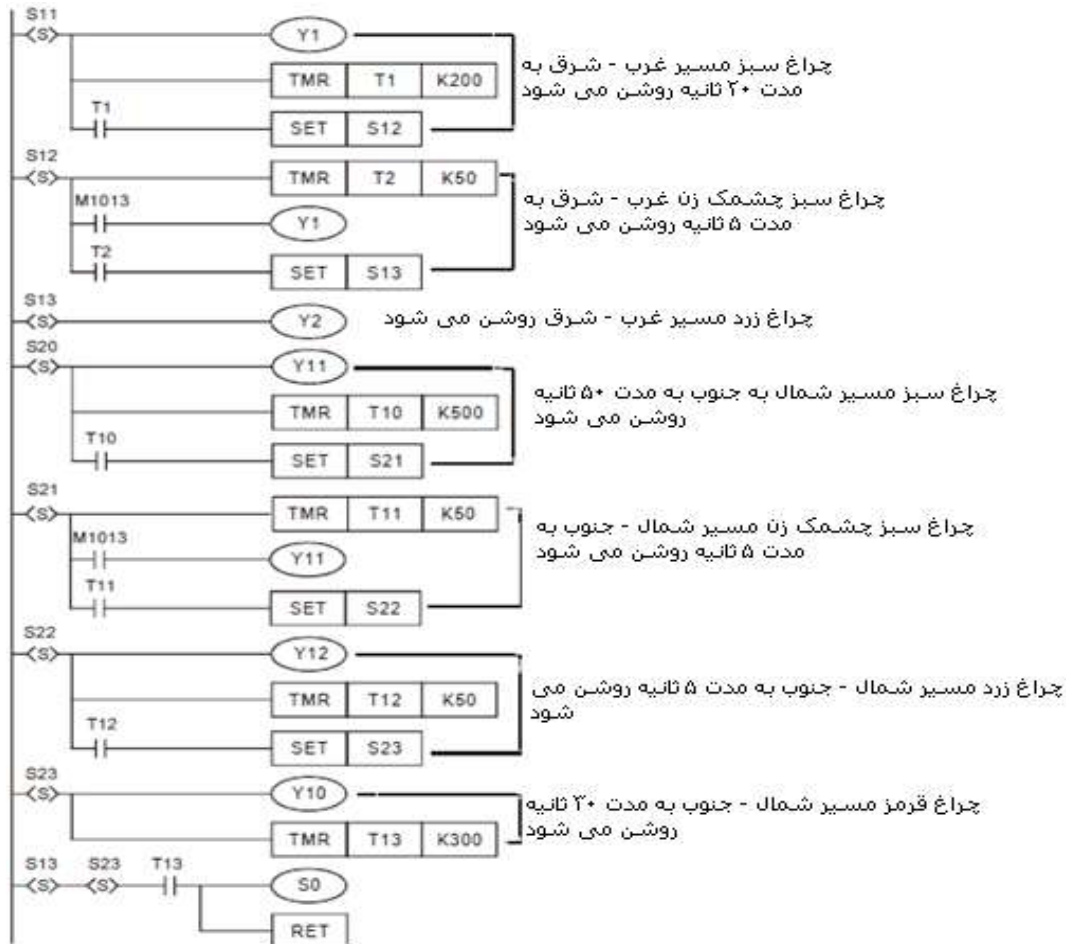 S11
S
Y1
TMR T1 K200
چراغ سبز مسیر غرب - شرق به
مدت ۲۰ ثانیه روشن می شود
T1
SET S12
S12
S
TMR T2 K50
M1013
Y1
چراغ سبز چشمک زن غرب - شرق به
مدت ۵ ثانیه روشن می شود
T2
SET S13
S13
S
Y2
چراغ زرد مسیر غرب - شرق روشن می شود
S20
S
Y11
TMR T10 K500
چراغ سبز مسیر شمال به جنوب به مدت ۵۰ ثانیه
روشن می شود
T10
SET S21
S21
S
TMR T11 K50
M1013
Y11
چراغ سبز چشمک زن مسیر شمال - جنوب به
مدت ۵ ثانیه روشن می شود
T11
SET S22
S22
S
Y12
TMR T12 K50
چراغ زرد مسیر شمال - جنوب به مدت ۵ ثانیه روشن می
شود
T12
SET S23
S23
S
Y10
چراغ قرمز مسیر شمال - جنوب به مدت ۳۰ ثانیه
روشن می شود
TMR T13 K300
S13 S23 T13
S S
S0
RET